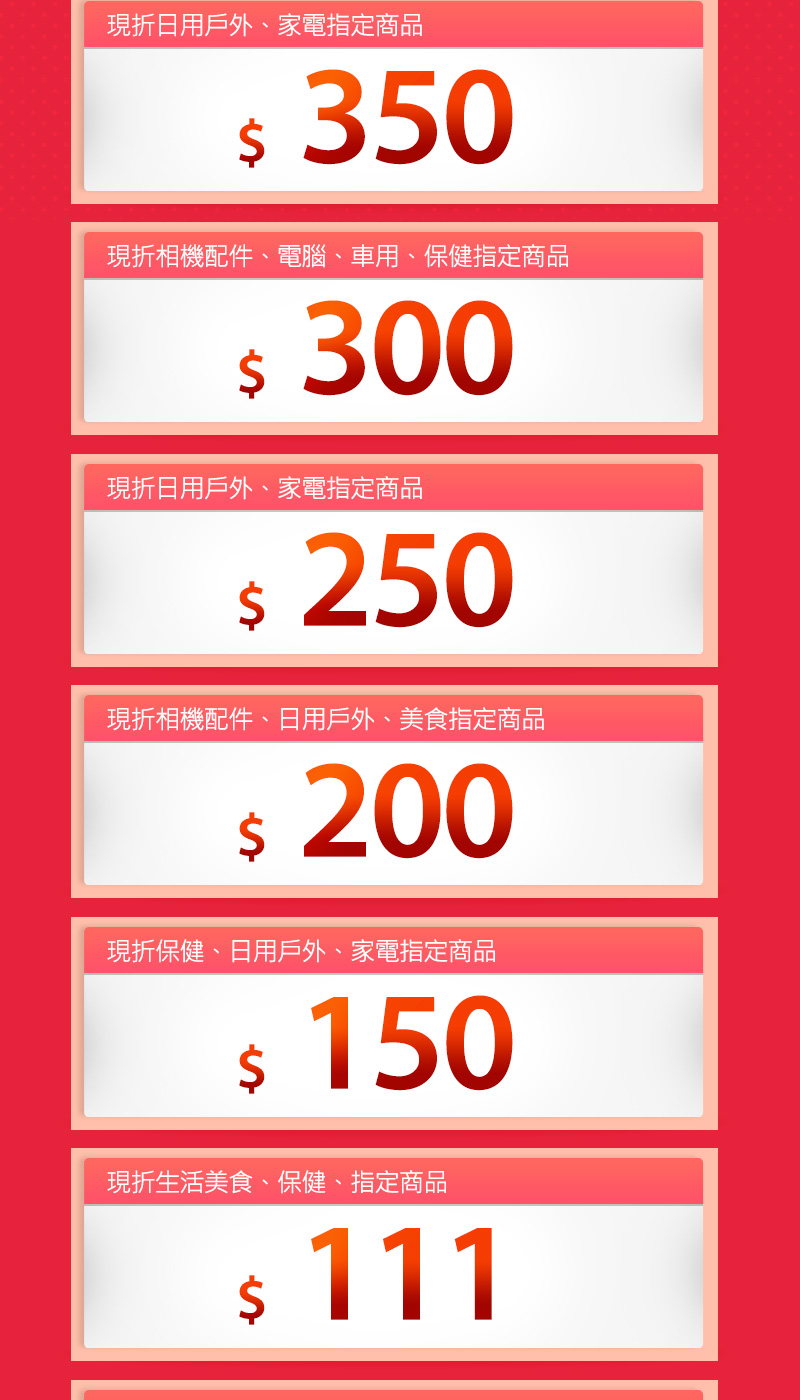 現折日用戶外、家電指定商品
$ 350
現折相機配件、電腦、車用、保健指定商品
$ 300
現折日用戶外、家電指定商品
$ 250
現折相機配件、日用戶外、美食指定商品
$ 200
現折保健、日用戶外、家電指定商品
$ 150
現折生活美食、保健、指定商品
$ 111